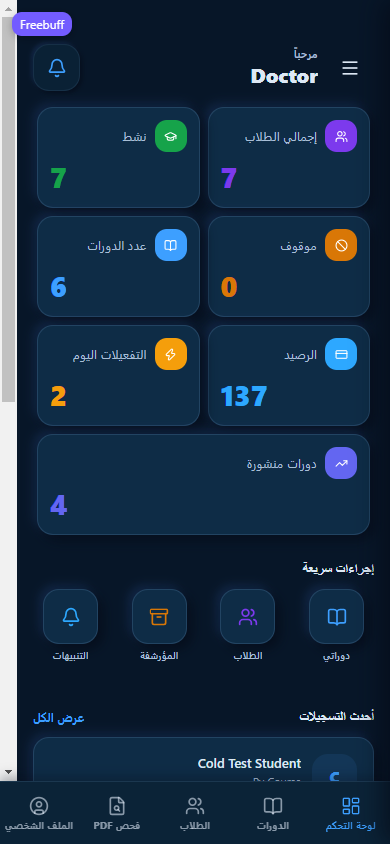 Freebuff
مرحباً
Doctor
إجمالي الطلاب
7
نشط
7
موقوف
0
عدد الدورات
6
الرصيد
137
التفعيلات اليوم
2
دورات منشورة
4
إجراءات سريعة
دوراتي
الطلاب
المؤرشفة
التنبيهات
أحدث التسجيلات
عرض الكل
Cold Test Student
C
لوحة التحكم
الدورات
الطلاب
فحص PDF
الملف الشخصي